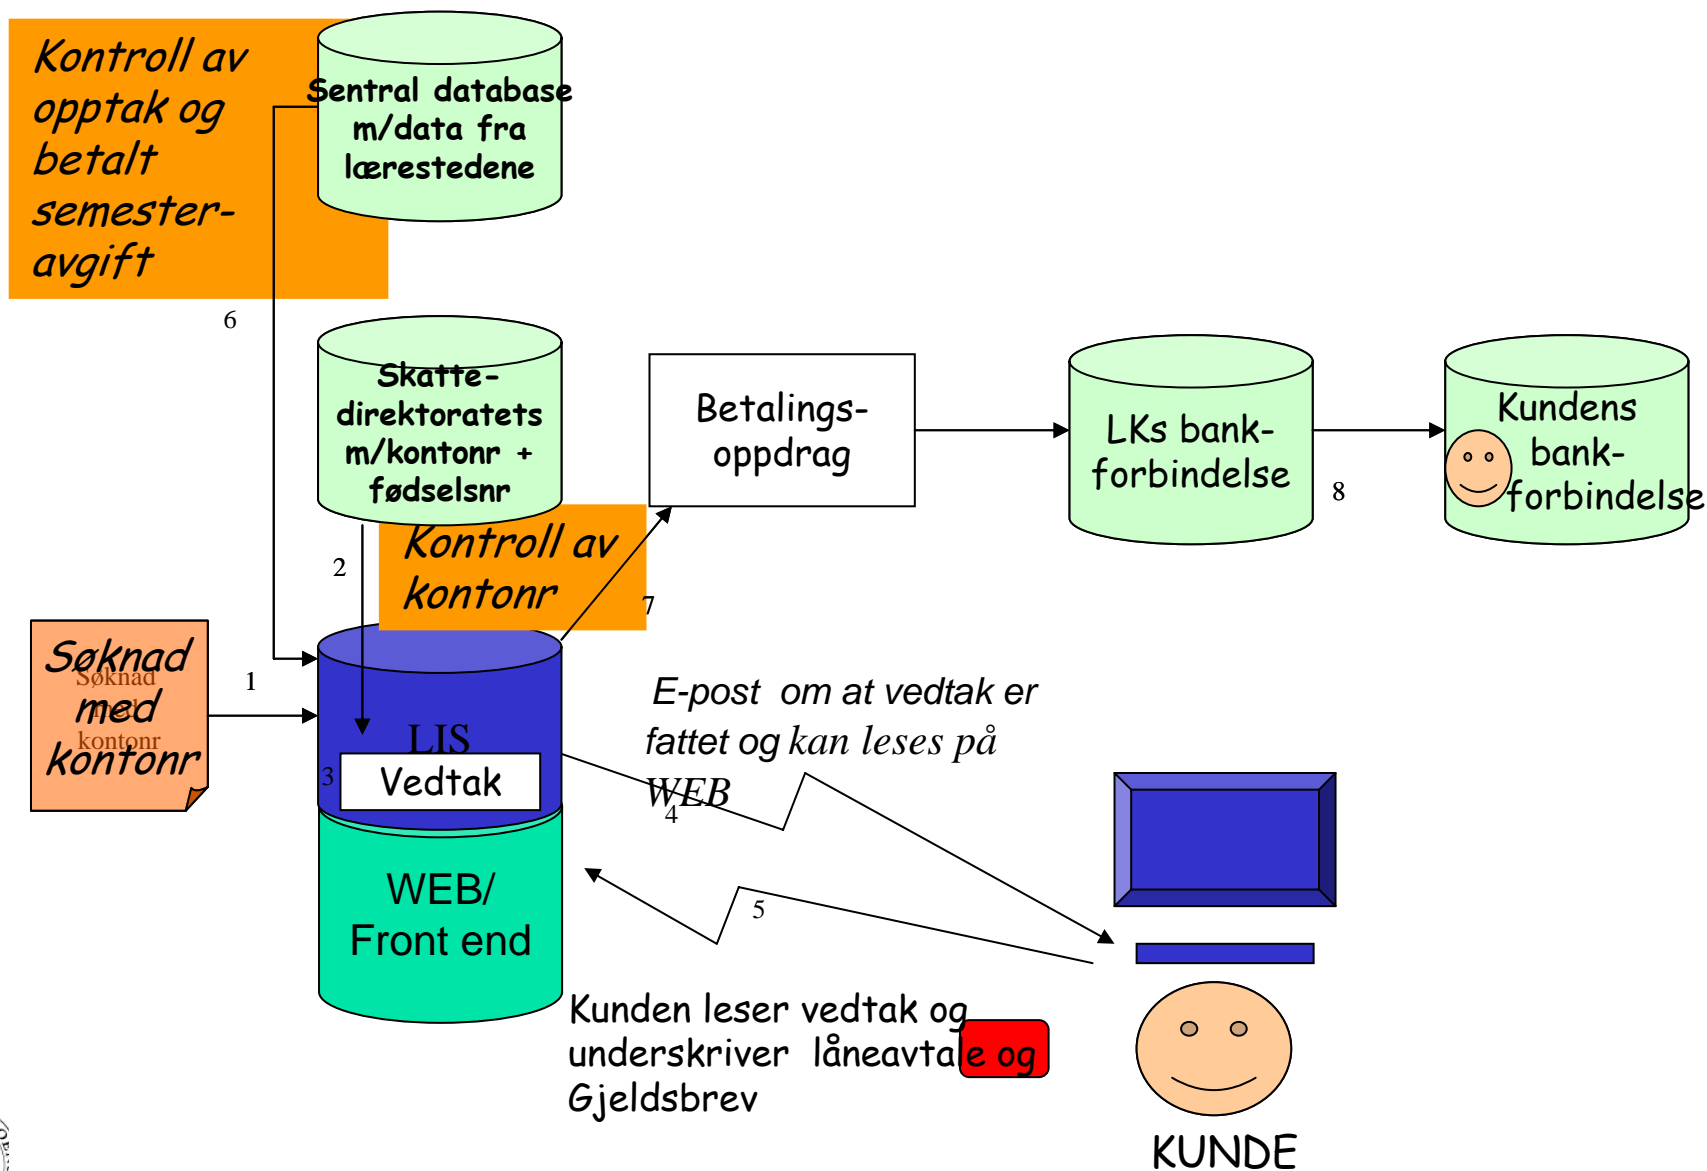 Kontroll av
opptak og
betalt
semester-
avgift
Sentral database
m/data fra
lærestedene
6
Skatte-
direktoratets
m/kontonr +
fødselsnr
Betalings-
oppdrag
LKs bank-
forbindelse
8
Kundens
bank-
forbindelse
2
Kontroll av
kontonr
7
Søknad
med
kontonr
Søknad
med
kontonr
1
LIS
3
Vedtak
E-post om at vedtak er
fattet og kan leses på
WEB
4
WEB/
Front end
5
Kunden leser vedtak og
underskriver låneavtale og
Gjeldsbrev
KUNDE